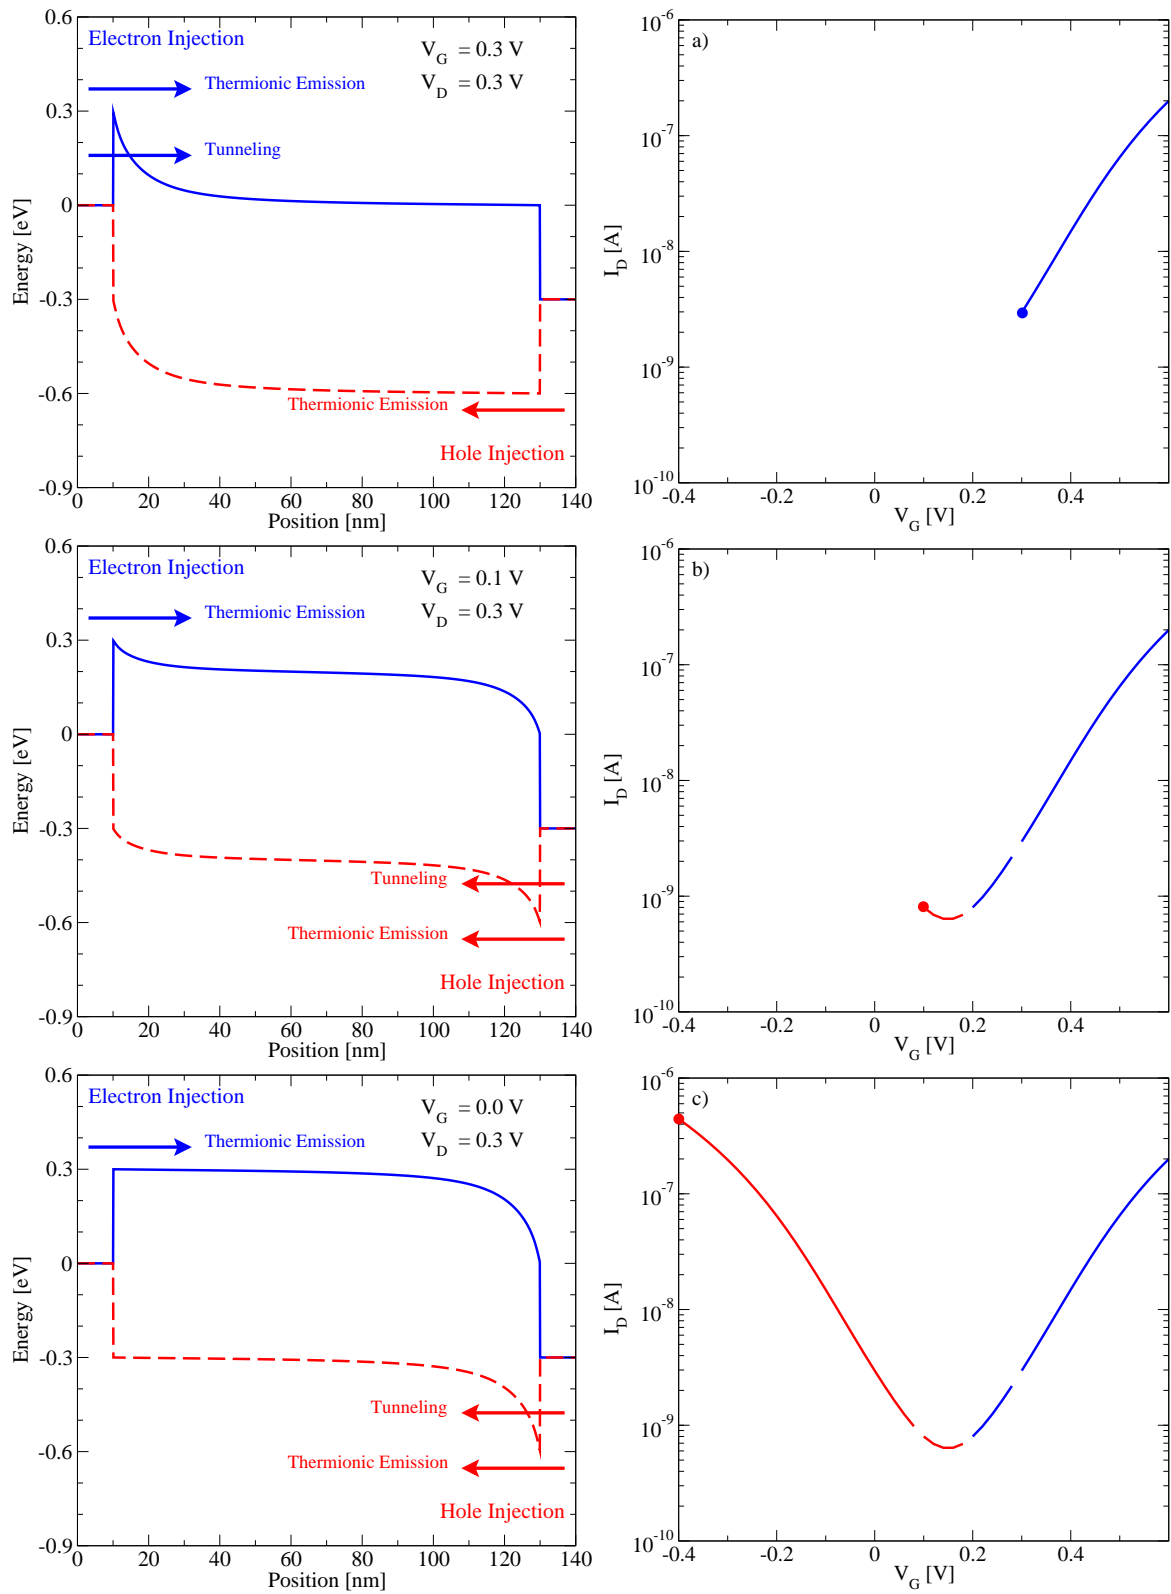 0.6
Electron Injection
V_G = 0.3 V
Thermionic Emission
V_D = 0.3 V
0.3
Tunneling
0
Energy [eV]
-0.3
-0.6
Thermionic Emission
Hole Injection
-0.9
0 20 40 60 80 100 120 140
Position [nm]
10^-6
a)
10^-7
I_D [A]
10^-8
10^-9
10^-10
-0.4 -0.2 0 0.2 0.4
V_G [V]
0.6
Electron Injection
V_G = 0.1 V
Thermionic Emission
V_D = 0.3 V
0.3
0
Energy [eV]
-0.3
Tunneling
-0.6
Thermionic Emission
Hole Injection
-0.9
0 20 40 60 80 100 120 140
Position [nm]
10^-6
b)
10^-7
I_D [A]
10^-8
10^-9
10^-10
-0.4 -0.2 0 0.2 0.4
V_G [V]
0.6
Electron Injection
V_G = 0.0 V
Thermionic Emission
V_D = 0.3 V
0.3
0
Energy [eV]
-0.3
Tunneling
-0.6
Thermionic Emission
Hole Injection
-0.9
0 20 40 60 80 100 120 140
Position [nm]
10^-6
c)
10^-7
I_D [A]
10^-8
10^-9
10^-10
-0.4 -0.2 0 0.2 0.4
V_G [V]